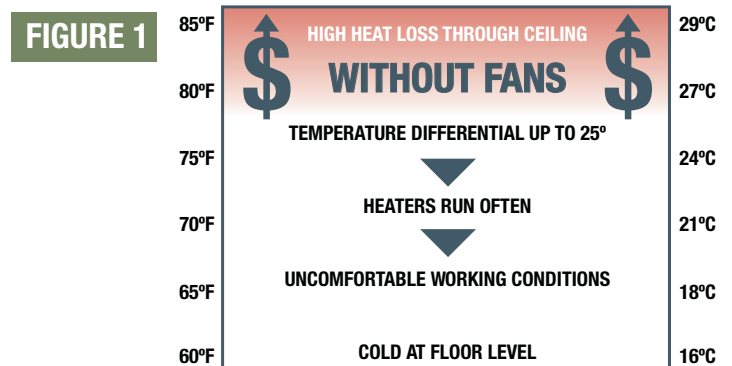 FIGURE 1
85ºF
HIGH HEAT LOSS THROUGH CEILING
29ºC
$
WITHOUT FANS
$
80ºF
27ºC
TEMPERATURE DIFFERENTIAL UP TO 25º
75ºF
24ºC
HEATERS RUN OFTEN
70ºF
21ºC
UNCOMFORTABLE WORKING CONDITIONS
65ºF
18ºC
60ºF
COLD AT FLOOR LEVEL
16ºC